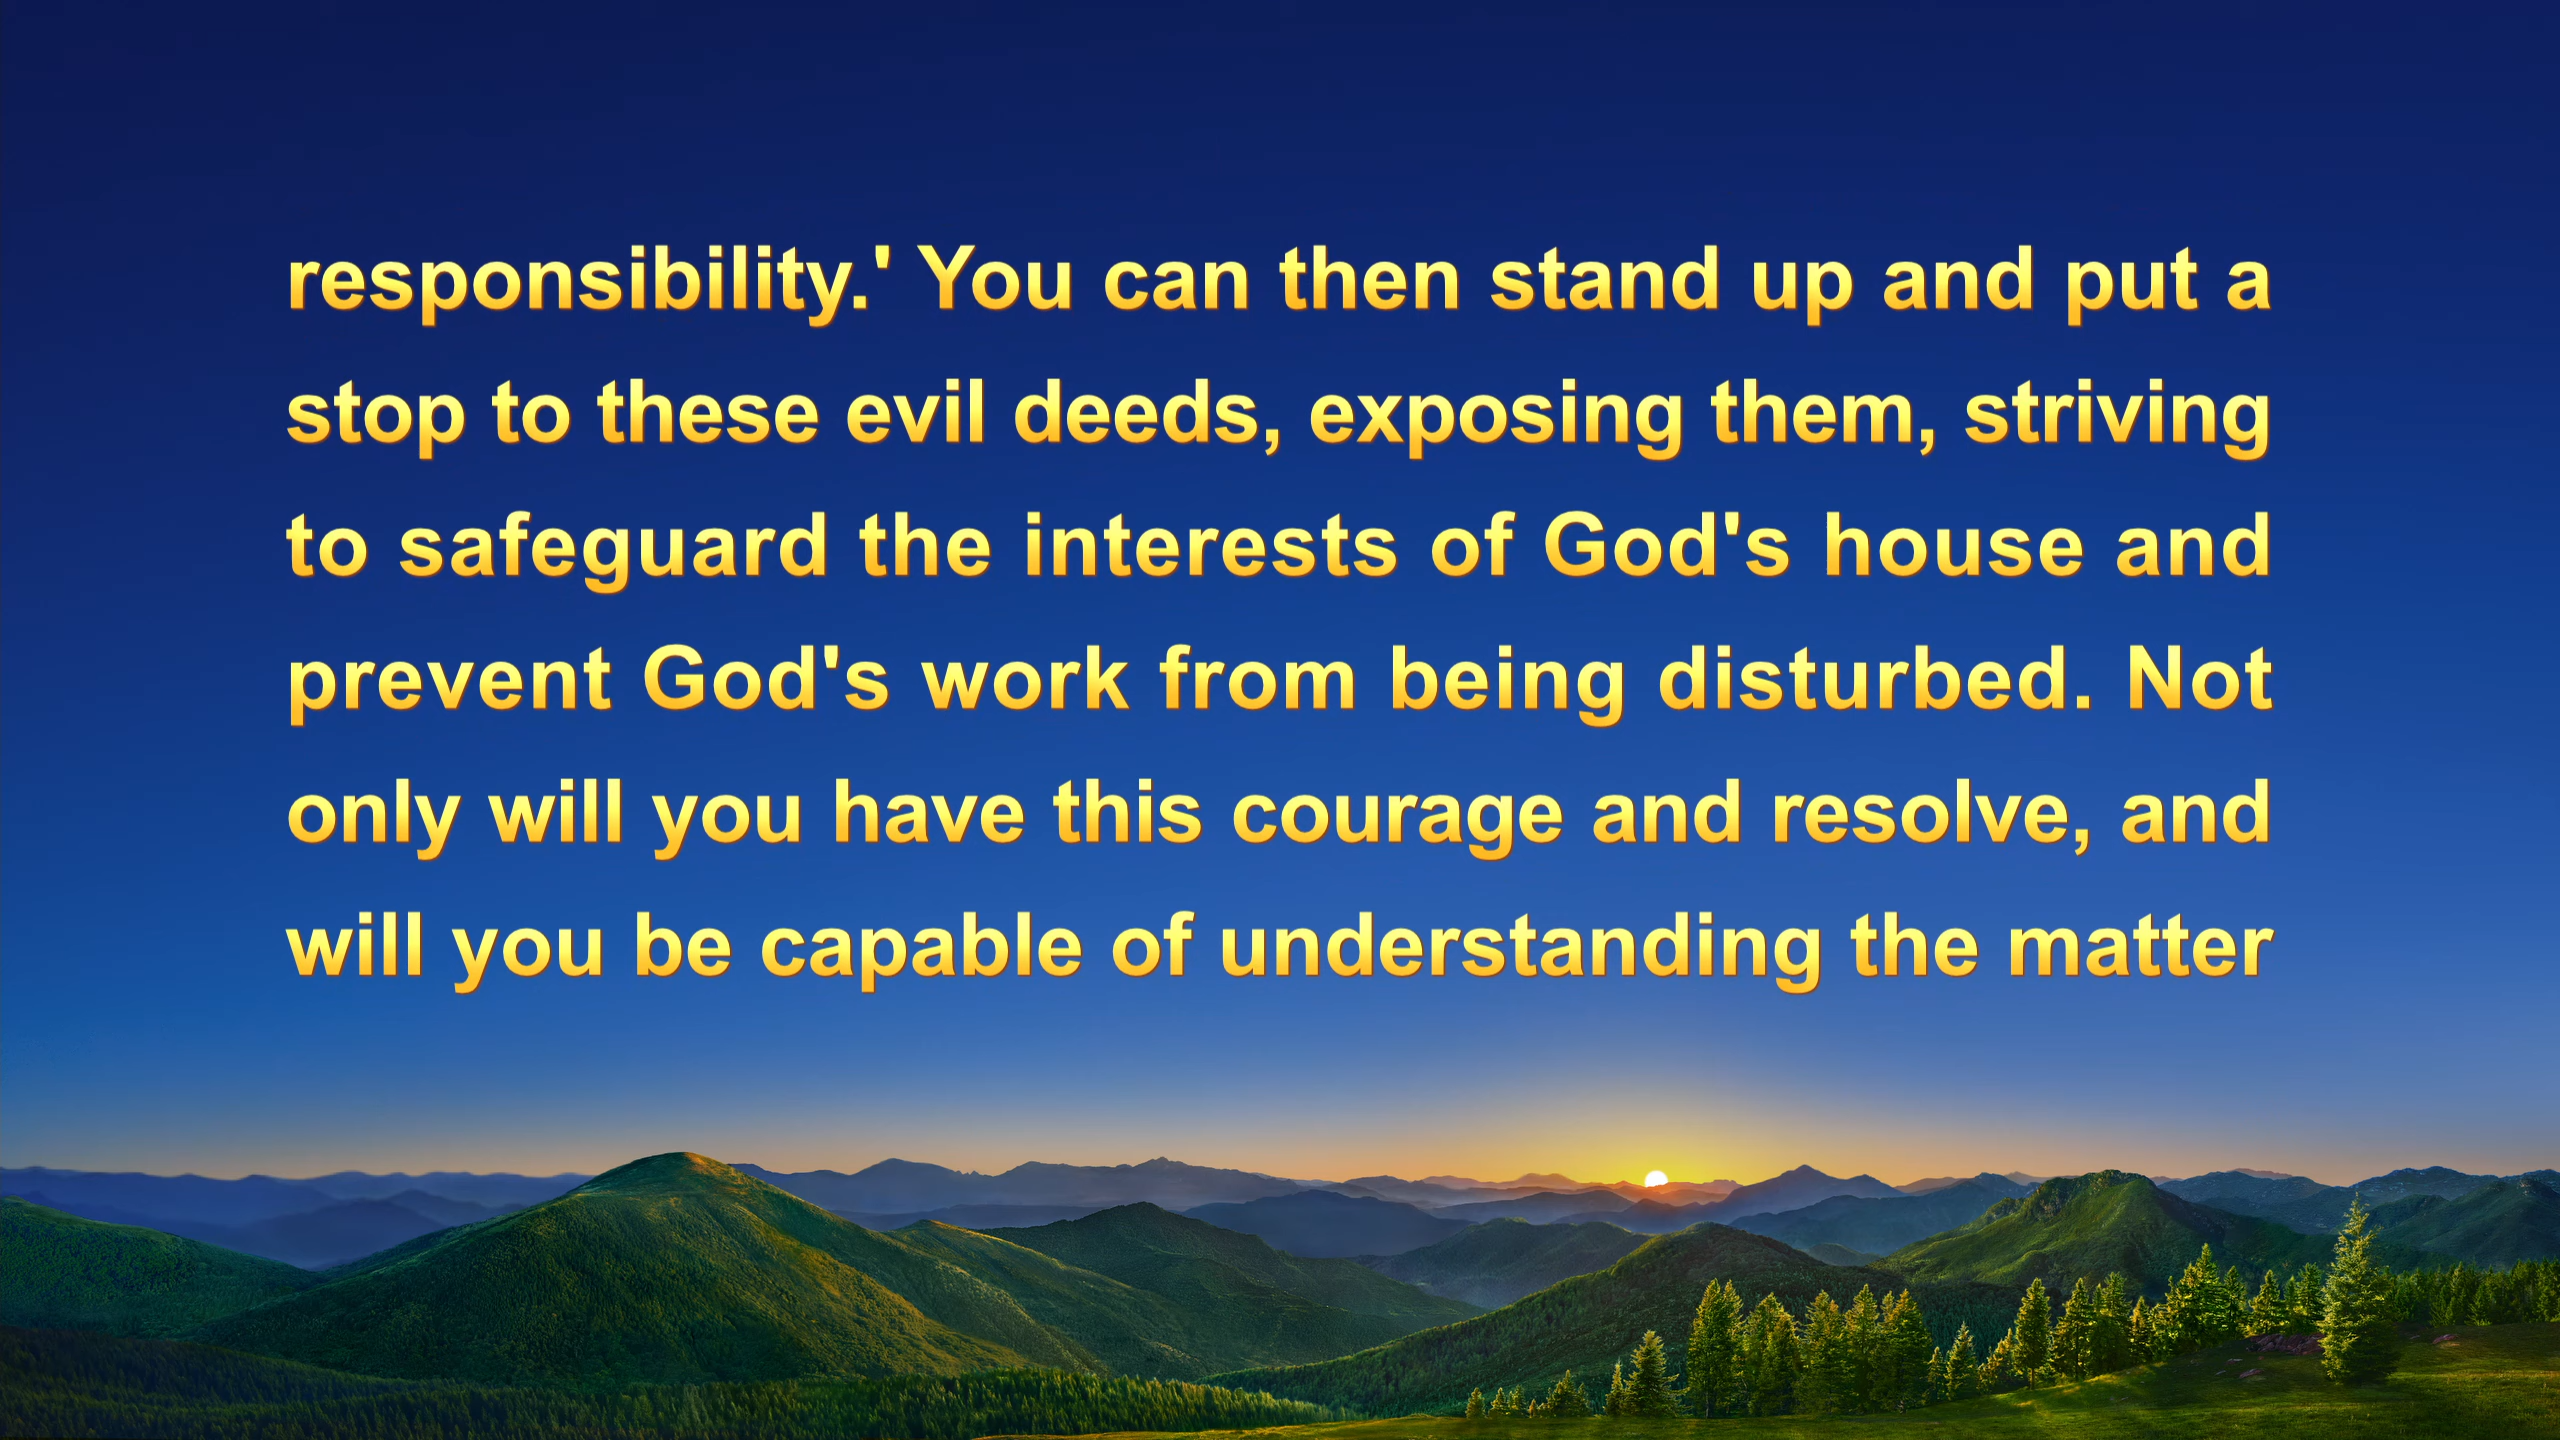 responsibility.' You can then stand up and put a
stop to these evil deeds, exposing them, striving
to safeguard the interests of God's house and
prevent God's work from being disturbed. Not
only will you have this courage and resolve, and
will you be capable of understanding the matter